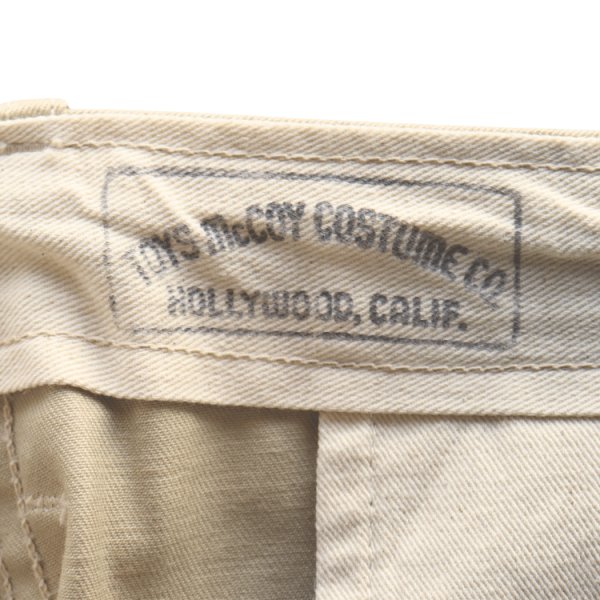 TOYS McCOY COSTUME CO.
HOLLYWOOD, CALIF.